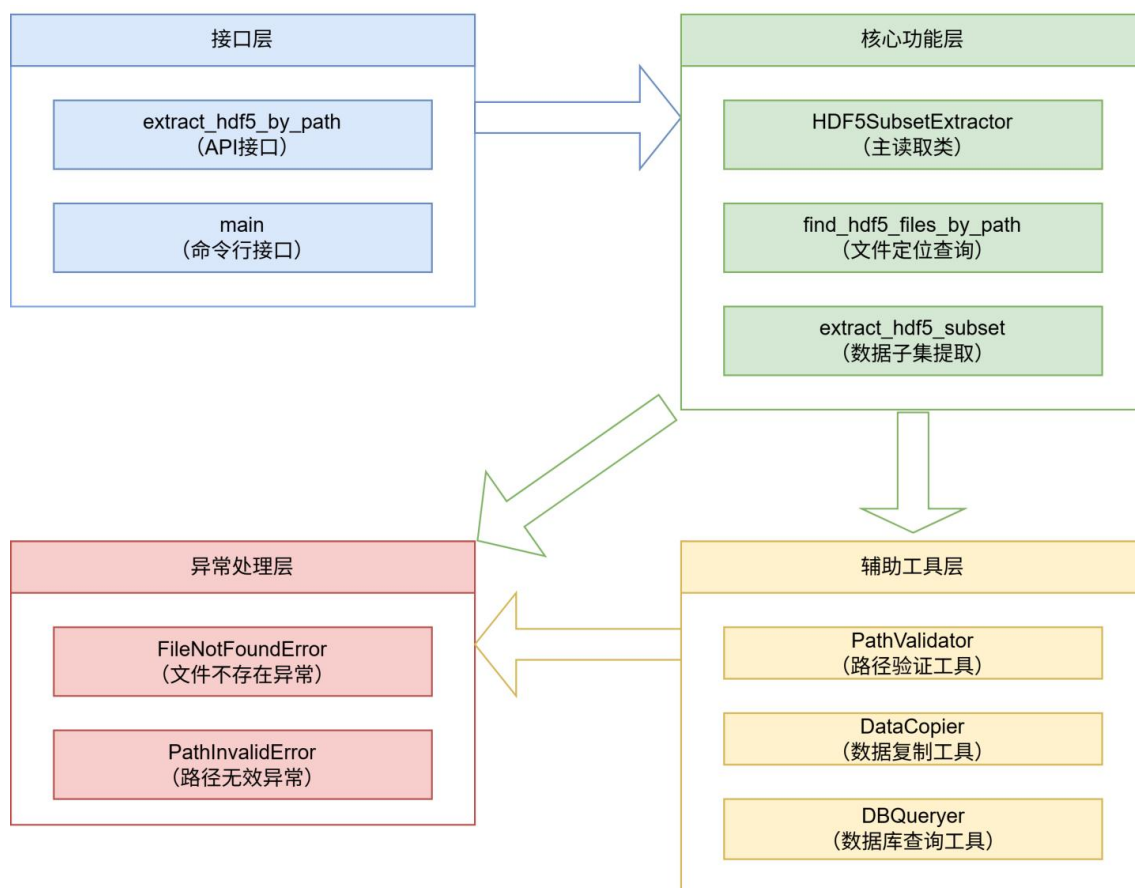 接口层
extract_hdf5_by_path
（API接口）
main
（命令行接口）
核心功能层
HDF5SubsetExtractor
（主读取类）
find_hdf5_files_by_path
（文件定位查询）
extract_hdf5_subset
（数据子集提取）
异常处理层
FileNotFoundError
（文件不存在异常）
PathInvalidError
（路径无效异常）
辅助工具层
PathValidator
（路径验证工具）
DataCopier
（数据复制工具）
DBQueryer
（数据库查询工具）